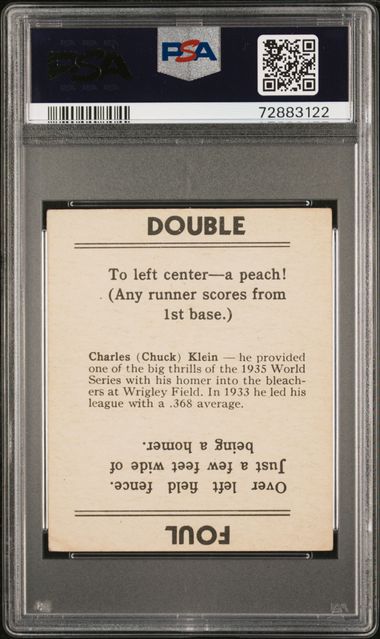 PSA
PSA
72883122
DOUBLE
To left center—a peach!
(Any runner scores from
1st base.)
Charles (Chuck) Klein — he provided
one of the big thrills of the 1935 World
Series with his homer into the bleach-
ers at Wrigley Field. In 1933 he led his
league with a .368 average.
FOUL
Over left field fence.
Just a few feet wide of
being a homer.